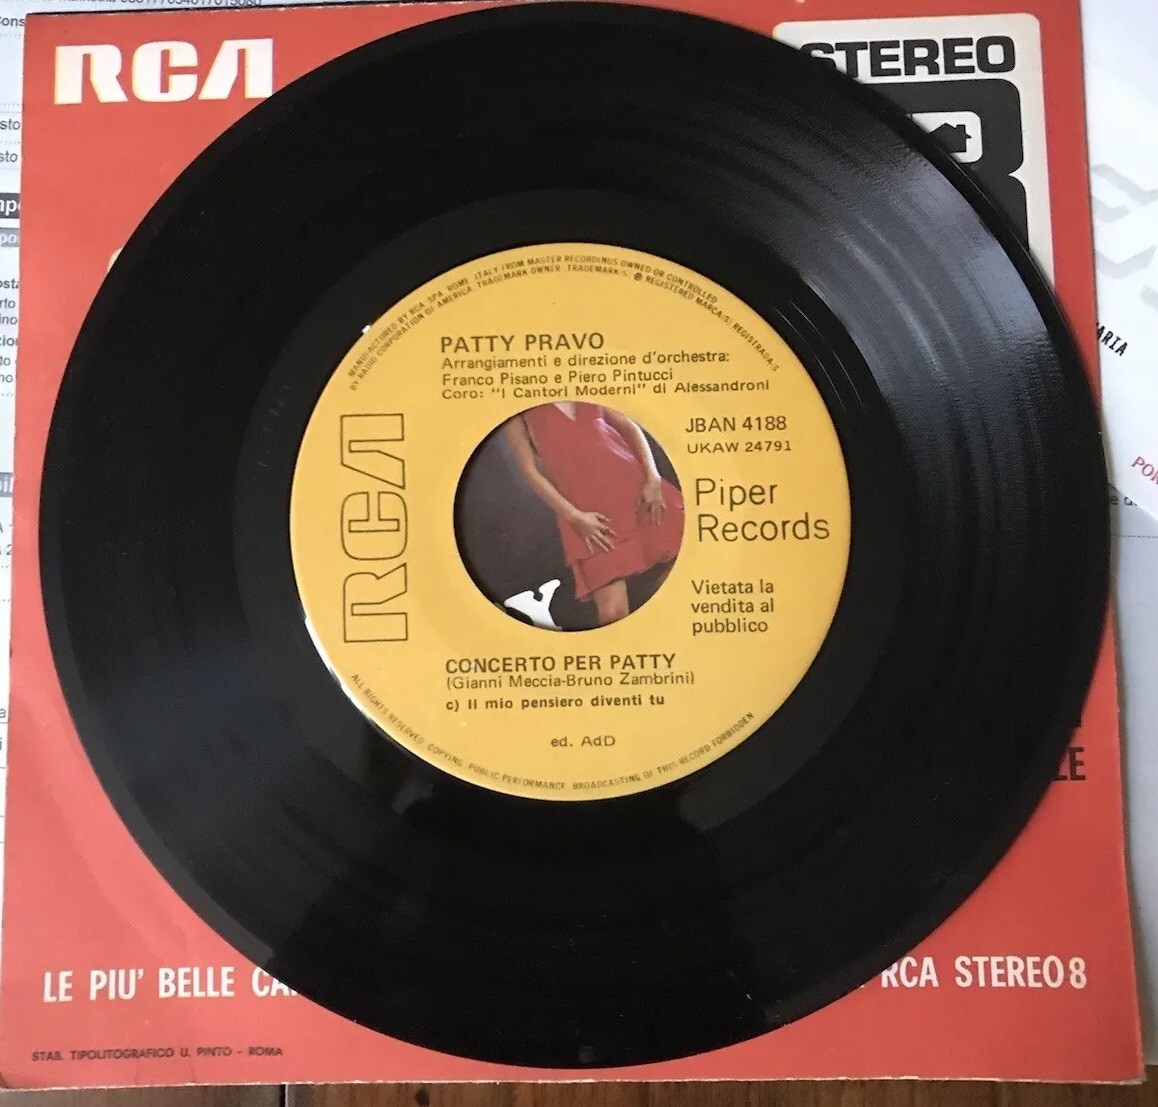 RCA
STEREO
8
MANUFACTURED BY RCA SPA. ROME. ITALY FROM MASTER RECORDINGS OWNED OR CONTROLLED
BY RADIO CORPORATION OF AMERICA. TRADEMARK OWNER TRADEMARK(S) ® REGISTERED MARCA(S) REGISTRADA·S
PATTY PRAVO
Arrangiamenti e direzione d'orchestra:
Franco Pisano e Piero Pintucci
Coro: "I Cantori Moderni" di Alessandroni
JBAN 4188
UKAW 24791
RCA
Piper
Records
Vietata la
vendita al
pubblico
CONCERTO PER PATTY
(Gianni Meccia-Bruno Zambrini)
c) Il mio pensiero diventi tu
ed. AdD
ALL RIGHTS RESERVED COPYING. PUBLIC PERFORMANCE. BROADCASTING OF THIS RECORD FORBIDDEN
LE PIU' BELLE
RCA STEREO8
STAB. TIPOLITOGRAFICO U. PINTO - ROMA